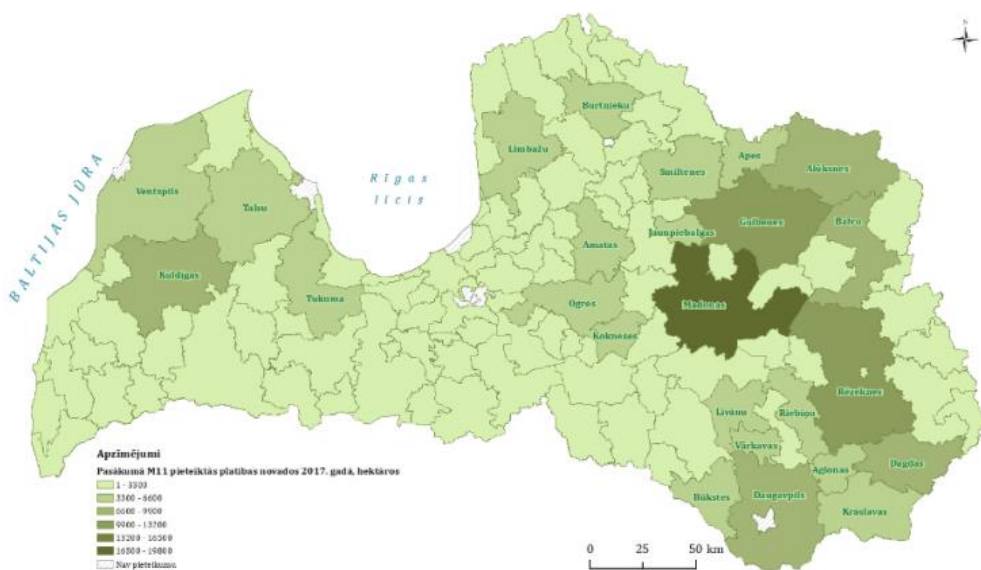 N
BALTIJAS JŪRA
Rīgas
līcis
Burtnieku
Limbažu
Smiltenes
Apes
Alūksnes
Ventspils
Talsu
Gulbenes
Balvu
Jaunpiebalgas
Amatas
Kuldīgas
Tukuma
Madonas
Ogres
Kokneses
Rēzeknes
Līvānu
Riebiņu
Vārkavas
Aglonas
Dagdas
Ilūkstes
Daugavpils
Krāslavas
Apzīmējumi
Pasākumā M11 pieteiktās platības novados 2017. gadā, hektāros
1 - 3300
3300 - 6600
6600 - 9900
9900 - 13200
13200 - 16500
16500 - 19800
Nav pieteikumu
0 25 50 km